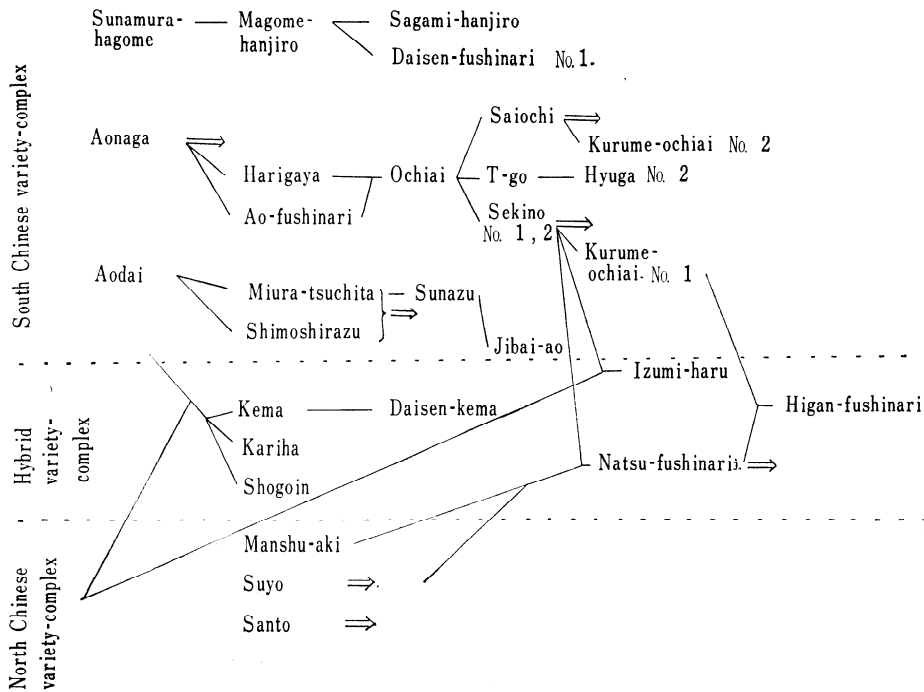 South Chinese variety-complex
Sunamura-
hagome
Magome-
hanjiro
Sagami-hanjiro
Daisen-fushinari No. 1.
Aonaga
Harigaya
Ao-fushinari
Ochiai
Saiochi
Kurume-ochiai No. 2
T-go
Hyuga No. 2
Sekino
No. 1, 2
Kurume-
ochiai- No. 1
Aodai
Miura-tsuchita
Shimoshirazu
Sunazu
Jibai-ao
Hybrid
variety-
complex
Kema
Daisen-kema
Kariha
Shogoin
Izumi-haru
Higan-fushinari
Natsu-fushinari
North Chinese
variety-complex
Manshu-aki
Suyo
Santo